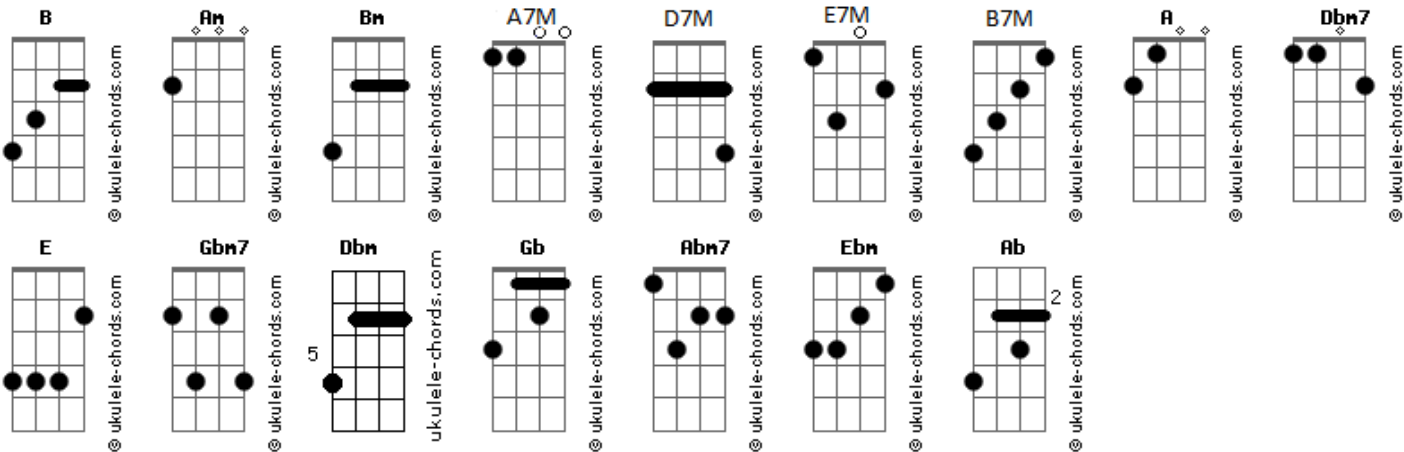 B Am Bm A7M D7M E7M B7M A Dbm7
© ukulele-chords.com © ukulele-chords.com © ukulele-chords.com © ukulele-chords.com © ukulele-chords.com © ukulele-chords.com © ukulele-chords.com © ukulele-chords.com © ukulele-chords.com
E Gbm7 Dbm Gb Abm7 Ebm Ab
5 2
© ukulele-chords.com © ukulele-chords.com ukulele-chords.com © ukulele-chords.com © ukulele-chords.com © ukulele-chords.com © ukulele-chords.com